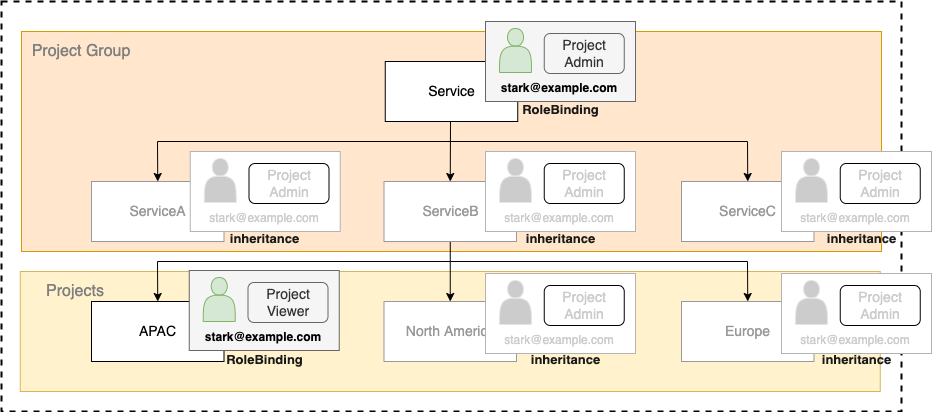 Project Group
Project
Admin
stark@example.com
Service
RoleBinding
Project
Admin
stark@example.com
ServiceA
inheritance
Project
Admin
stark@example.com
ServiceB
inheritance
Project
Admin
stark@example.com
ServiceC
inheritance
Projects
Project
Viewer
stark@example.com
APAC
RoleBinding
Project
Admin
stark@example.com
North Americ
inheritance
Project
Admin
stark@example.com
Europe
inheritance